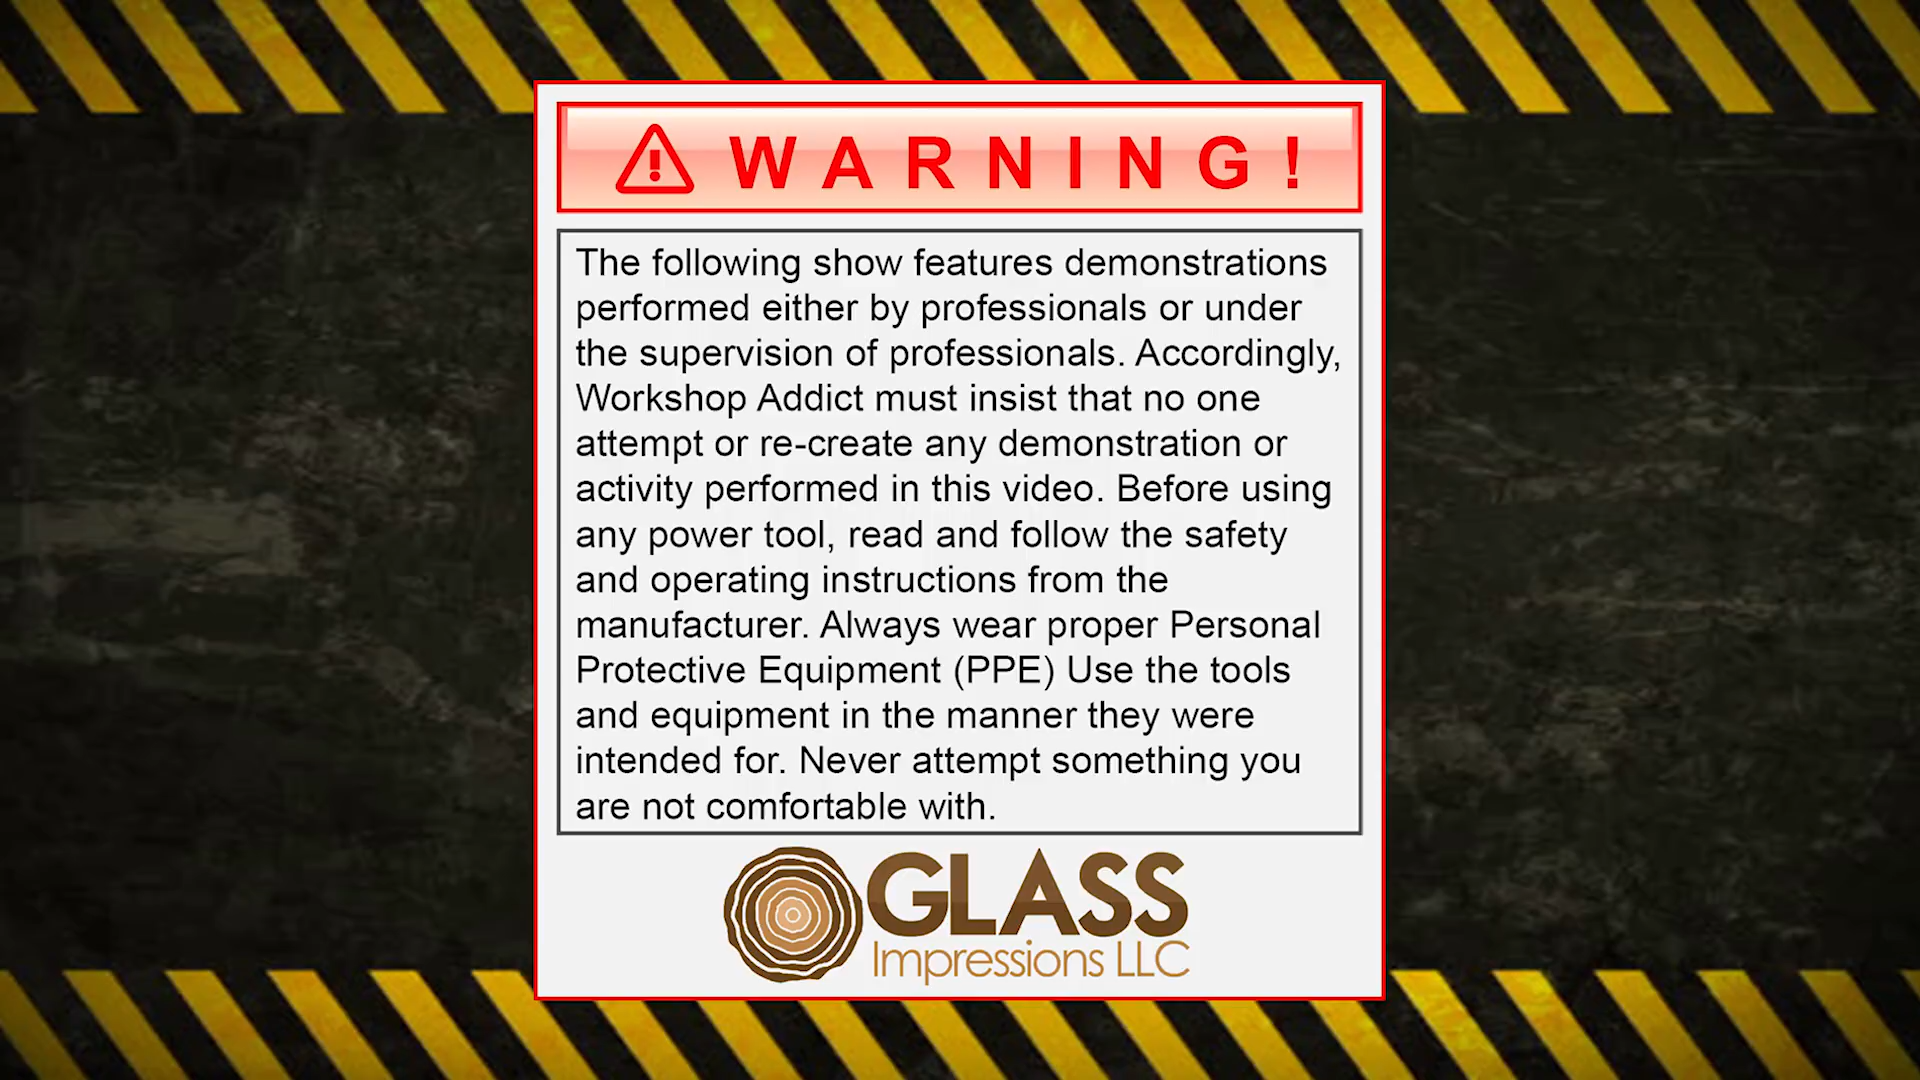 WARNING!
The following show features demonstrations
performed either by professionals or under
the supervision of professionals. Accordingly,
Workshop Addict must insist that no one
attempt or re-create any demonstration or
activity performed in this video. Before using
any power tool, read and follow the safety
and operating instructions from the
manufacturer. Always wear proper Personal
Protective Equipment (PPE) Use the tools
and equipment in the manner they were
intended for. Never attempt something you
are not comfortable with.
GLASS
Impressions LLC